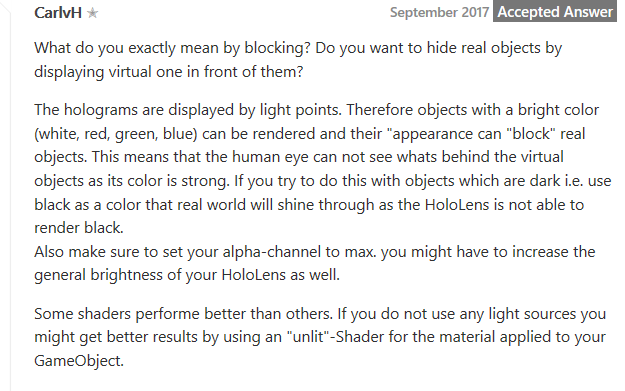 CarlvH ★ September 2017 Accepted Answer
What do you exactly mean by blocking? Do you want to hide real objects by
displaying virtual one in front of them?
The holograms are displayed by light points. Therefore objects with a bright color
(white, red, green, blue) can be rendered and their "appearance can "block" real
objects. This means that the human eye can not see whats behind the virtual
objects as its color is strong. If you try to do this with objects which are dark i.e. use
black as a color that real world will shine through as the HoloLens is not able to
render black.
Also make sure to set your alpha-channel to max. you might have to increase the
general brightness of your HoloLens as well.
Some shaders performe better than others. If you do not use any light sources you
might get better results by using an "unlit"-Shader for the material applied to your
GameObject.